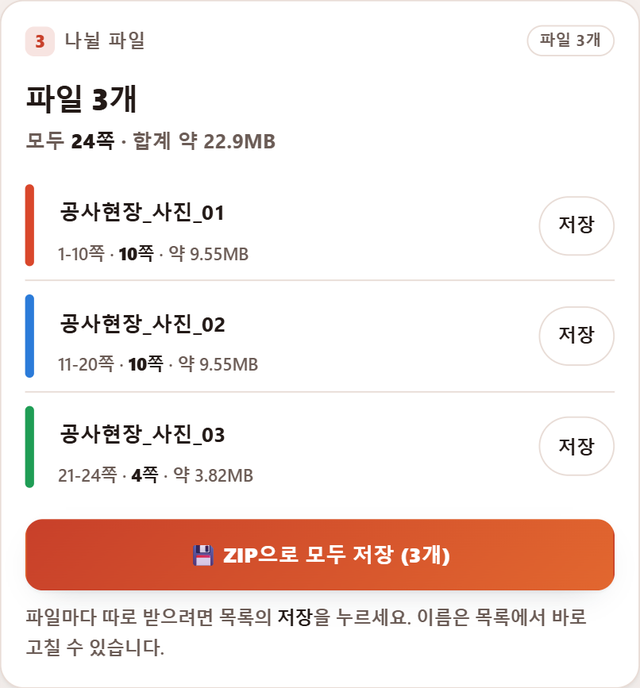 3 나뉠 파일
파일 3개
파일 3개
모두 24쪽 · 합계 약 22.9MB
공사현장_사진_01
1-10쪽 · 10쪽 · 약 9.55MB
저장
공사현장_사진_02
11-20쪽 · 10쪽 · 약 9.55MB
저장
공사현장_사진_03
21-24쪽 · 4쪽 · 약 3.82MB
저장
💾 ZIP으로 모두 저장 (3개)
파일마다 따로 받으려면 목록의 저장을 누르세요. 이름은 목록에서 바로
고칠 수 있습니다.